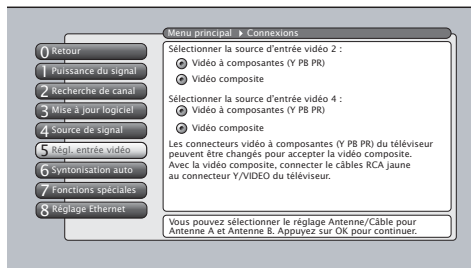 Menu principal ▸ Connexions
0 Retour
1 Puissance du signal
2 Recherche de canal
3 Mise à jour logiciel
4 Source de signal
5 Régl. entrée vidéo
6 Syntonisation auto
7 Fonctions spéciales
8 Réglage Ethernet
Sélectionner la source d'entrée vidéo 2 :
Vidéo à composantes (Y PB PR)
Vidéo composite
Sélectionner la source d'entrée vidéo 4 :
Vidéo à composantes (Y PB PR)
Vidéo composite
Les connecteurs vidéo à composantes (Y PB PR) du téléviseur
peuvent être changés pour accepter la vidéo composite.
Avec la vidéo composite, connecter le câbles RCA jaune
au connecteur Y/VIDEO du téléviseur.
Vous pouvez sélectionner le réglage Antenne/Câble pour
Antenne A et Antenne B. Appuyez sur OK pour continuer.